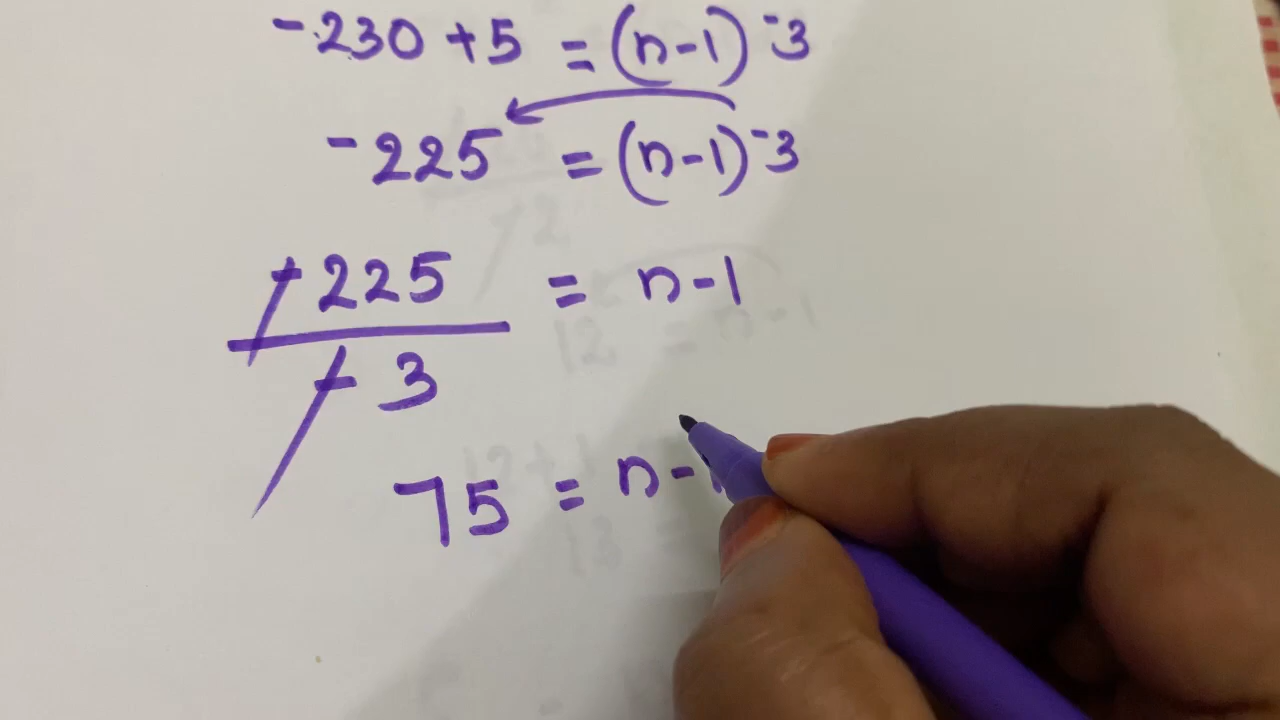 -230 + 5 = (n-1) -3
-225 = (n-1) -3
-225 = n-1
-3
75 = n-